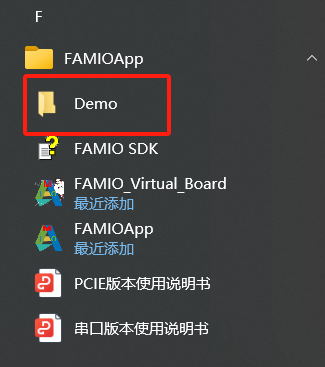 F
FAMIOApp
Demo
FAMIO SDK
FAMIO_Virtual_Board
最近添加
FAMIOApp
最近添加
PCIE版本使用说明书
串口版本使用说明书